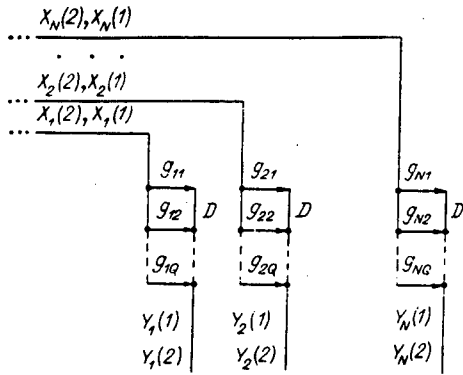 ... X_N(2), X_N(1)
. . .
... X_2(2), X_2(1)
... X_1(2), X_1(1)
g_11 g_21 g_N1
g_12 D g_22 D g_N2 D
g_1Q g_2Q g_NG
Y_1(1) Y_2(1) Y_N(1)
Y_1(2) Y_2(2) Y_N(2)